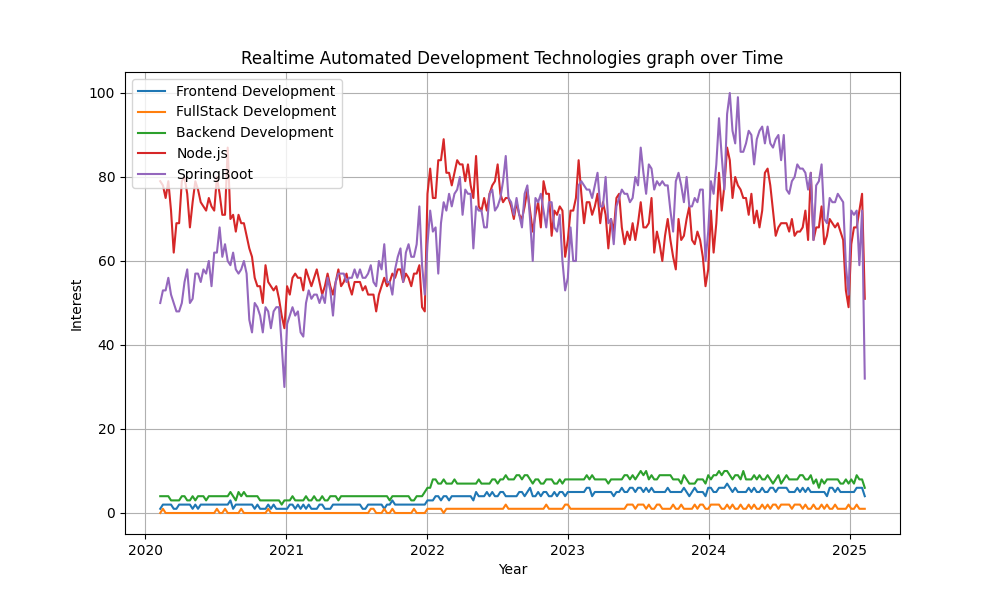 Realtime Automated Development Technologies graph over Time
Frontend Development
FullStack Development
Backend Development
Node.js
SpringBoot
100
80
60
40
20
0
Interest
2020
2021
2022
2023
2024
2025
Year